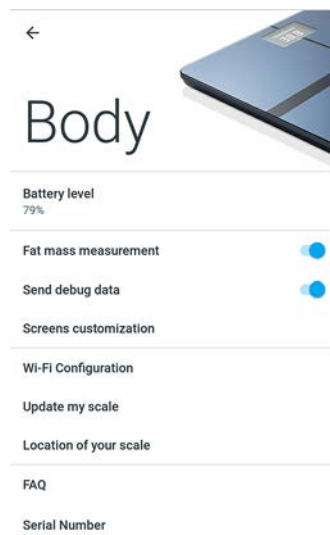 Body
Battery level
79%
Fat mass measurement
Send debug data
Screens customization
Wi-Fi Configuration
Update my scale
Location of your scale
FAQ
Serial Number